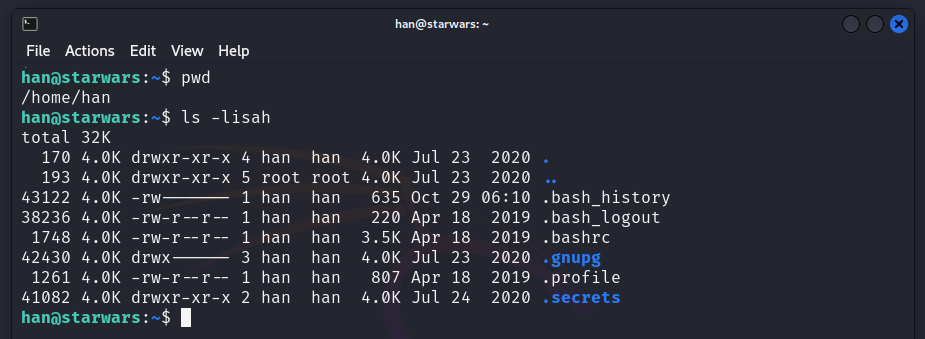 han@starwars: ~
File Actions Edit View Help
han@starwars:~$ pwd
/home/han
han@starwars:~$ ls -lisah
total 32K
170 4.0K drwxr-xr-x 4 han han 4.0K Jul 23 2020 .
193 4.0K drwxr-xr-x 5 root root 4.0K Jul 23 2020 ..
43122 4.0K -rw------- 1 han han 635 Oct 29 06:10 .bash_history
38236 4.0K -rw-r--r-- 1 han han 220 Apr 18 2019 .bash_logout
1748 4.0K -rw-r--r-- 1 han han 3.5K Apr 18 2019 .bashrc
42430 4.0K drwx------ 3 han han 4.0K Jul 23 2020 .gnupg
1261 4.0K -rw-r--r-- 1 han han 807 Apr 18 2019 .profile
41082 4.0K drwxr-xr-x 2 han han 4.0K Jul 24 2020 .secrets
han@starwars:~$